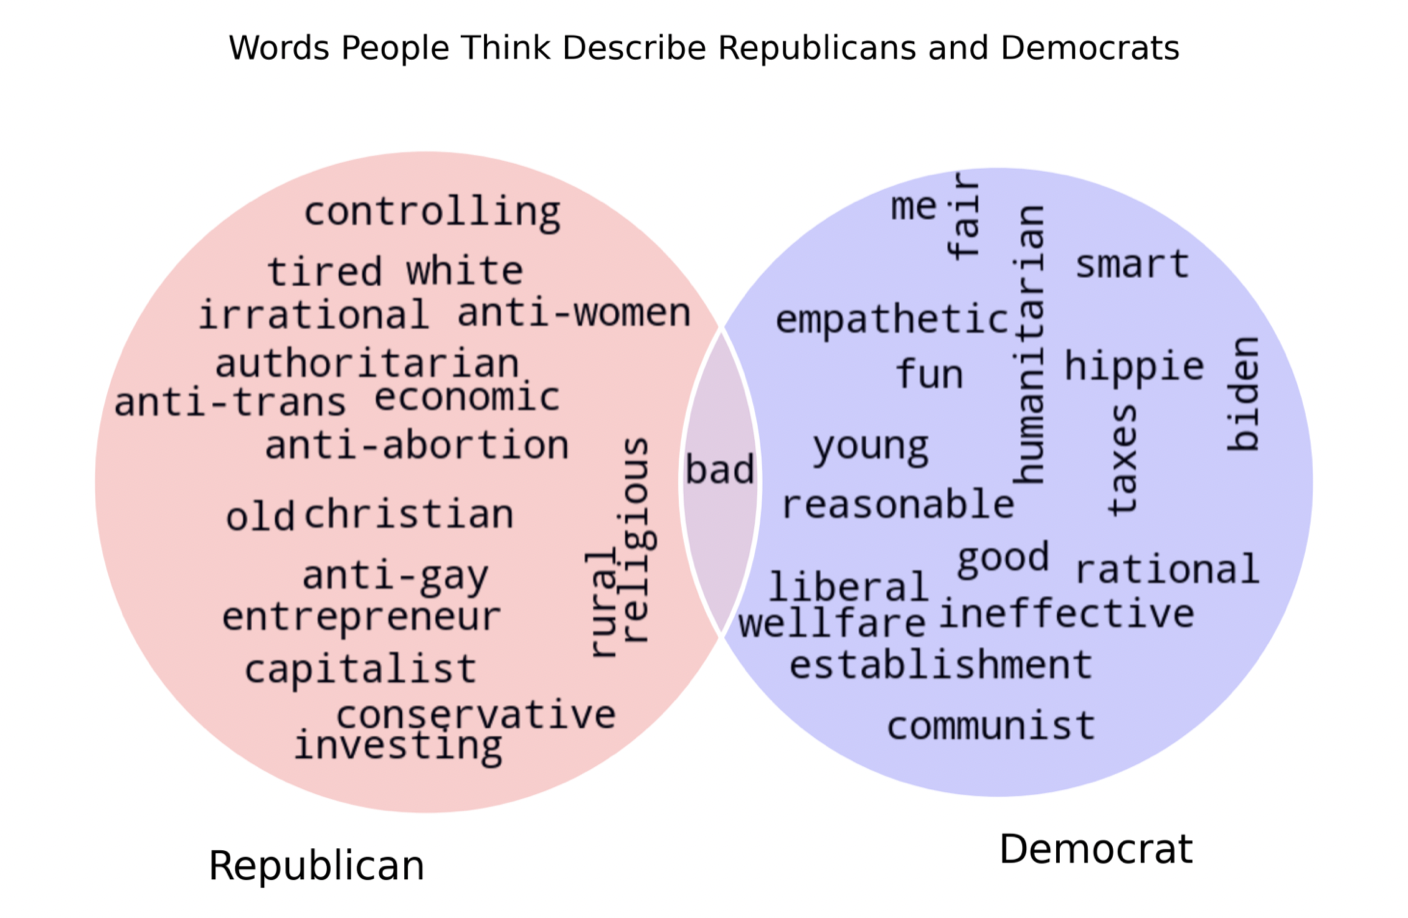 Words People Think Describe Republicans and Democrats
controlling
tired white
irrational anti-women
authoritarian
anti-trans economic
anti-abortion
old christian
anti-gay
entrepreneur
rural
religious
capitalist
conservative
investing
bad
me
fair
humanitarian
smart
empathetic
fun
hippie
biden
young
taxes
reasonable
good
rational
liberal
wellfare ineffective
establishment
communist
Republican
Democrat